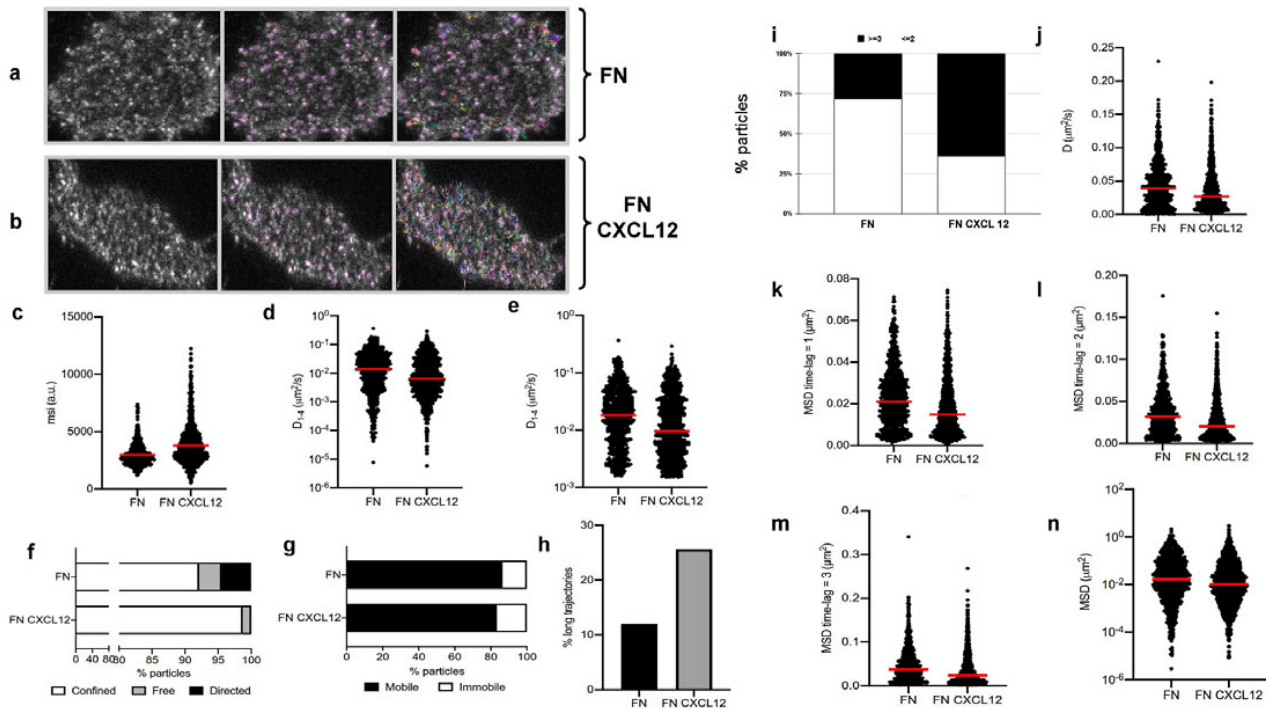 a
FN
b
FN
CXCL12
c
msi (a.u.)
15000
10000
5000
0
FN
FN CXCL12
d
D1-4 (μm²/s)
10⁰
10⁻¹
10⁻²
10⁻³
10⁻⁴
10⁻⁵
10⁻⁶
FN
FN CXCL12
e
D1-4 (μm²/s)
10⁰
10⁻¹
10⁻²
10⁻³
FN
FN CXCL12
f
FN
FN CXCL12
0 40 80 80 85 90 95 100
% particles
Confined Free Directed
g
FN
FN CXCL12
0 20 40 60 80 100
% particles
Mobile Immobile
h
% long trajectories
30
20
10
0
FN
FN CXCL12
i
>=3 <=2
% particles
100%
75%
50%
25%
0%
FN
FN CXCL 12
j
D (μm²/s)
0.25
0.20
0.15
0.10
0.05
0.00
FN
FN CXCL12
k
MSD time-lag = 1 (μm²)
0.08
0.06
0.04
0.02
0.00
FN
FN CXCL12
l
MSD time-lag = 2 (μm²)
0.20
0.15
0.10
0.05
0.00
FN
FN CXCL12
m
MSD time-lag = 3 (μm²)
0.4
0.3
0.2
0.1
0.0
FN
FN CXCL12
n
MSD (μm²)
10²
10⁰
10⁻²
10⁻⁴
10⁻⁶
FN
FN CXCL12